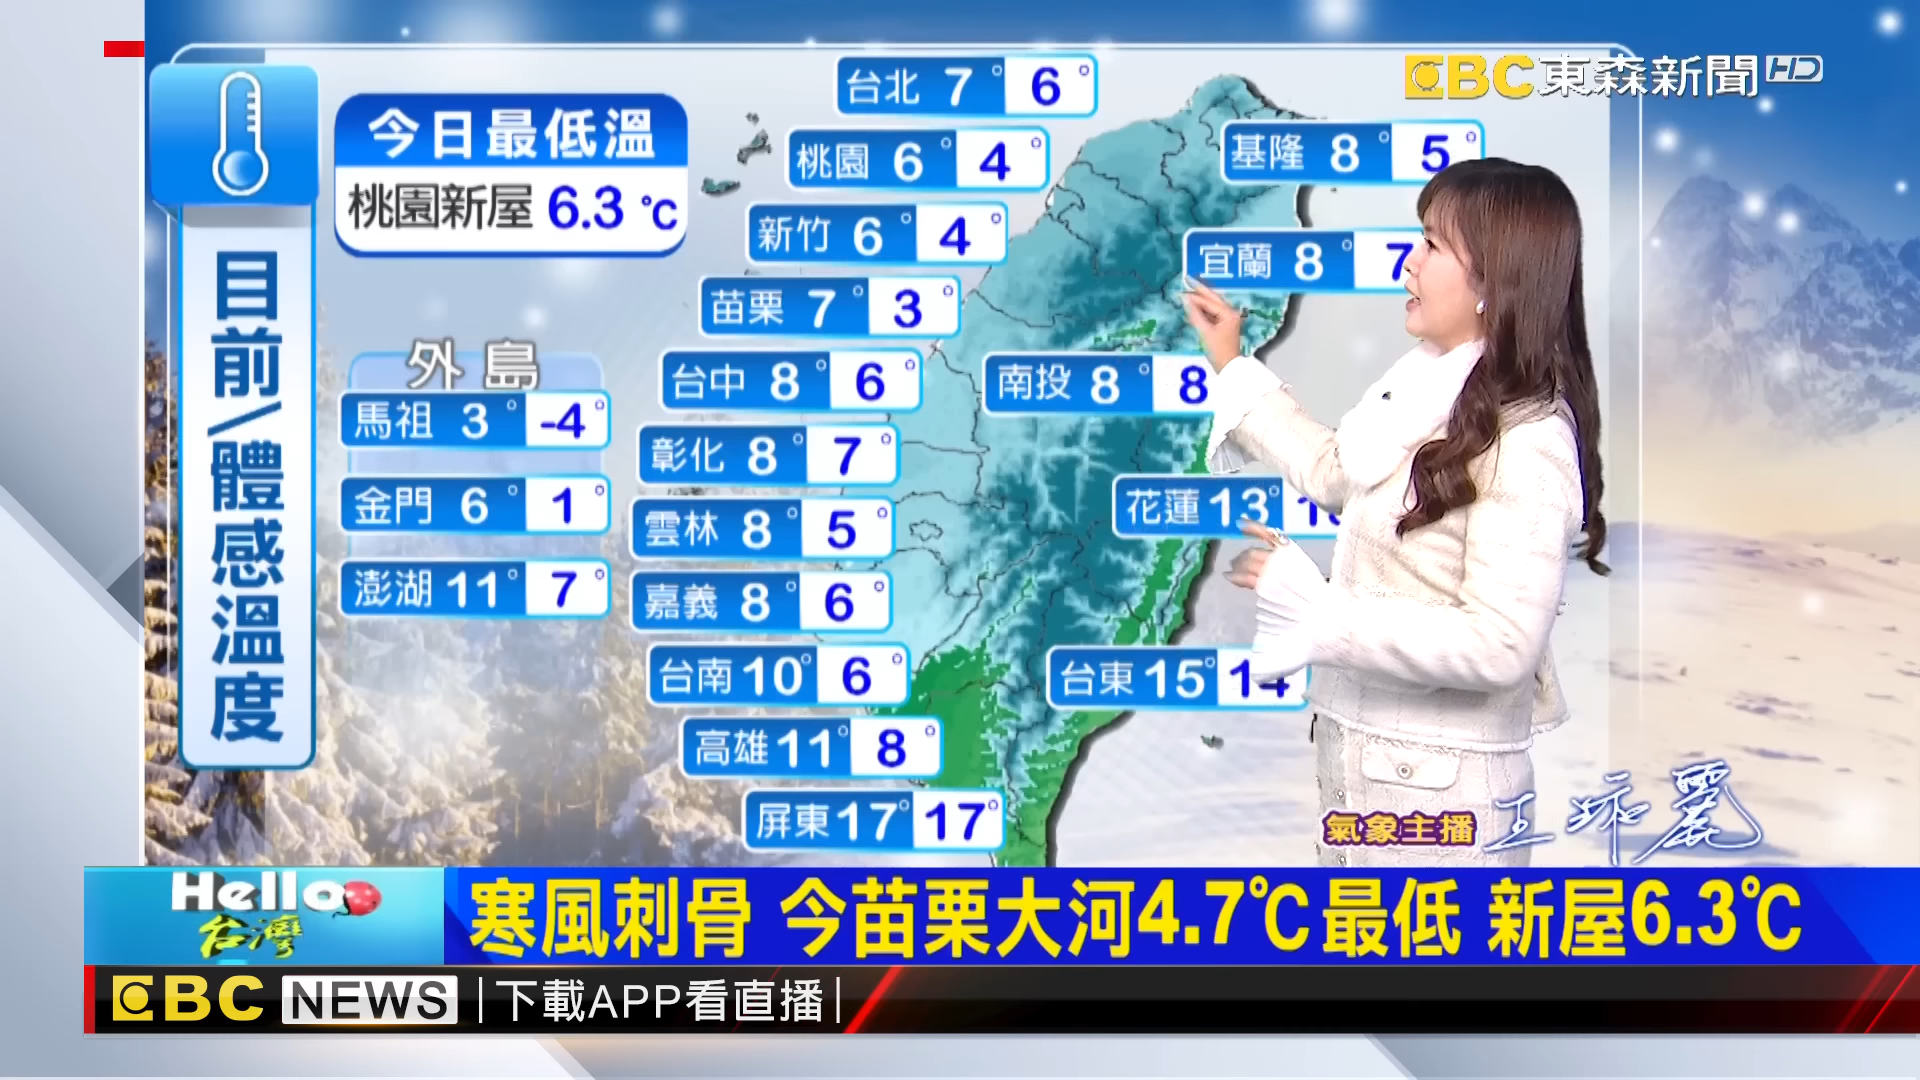 EBC東森新聞HD
今日最低溫
桃園新屋 6.3 °C
目前/體感溫度
台北 7° 6°
桃園 6° 4°
新竹 6° 4°
苗栗 7° 3°
台中 8° 6°
彰化 8° 7°
雲林 8° 5°
嘉義 8° 6°
台南 10° 6°
高雄 11° 8°
屏東 17° 17°
基隆 8° 5°
宜蘭 8° 7
南投 8° 8
花蓮 13°
台東 15° 14
外島
馬祖 3° -4°
金門 6° 1°
澎湖 11° 7°
氣象主播
Hello
台灣
寒風刺骨 今苗栗大河4.7℃最低 新屋6.3℃
EBC NEWS |下載APP看直播|